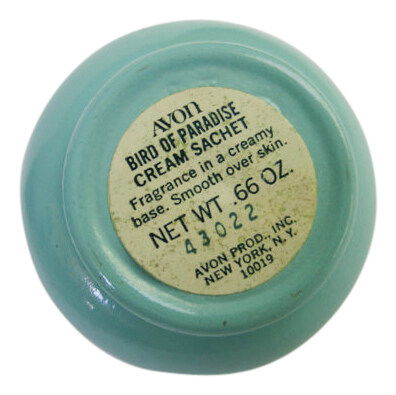 AVON
BIRD OF PARADISE
CREAM SACHET
Fragrance in a creamy
base. Smooth over skin.
NET WT. .66 OZ.
43022
AVON PROD., INC.
NEW YORK, N.Y.
10019